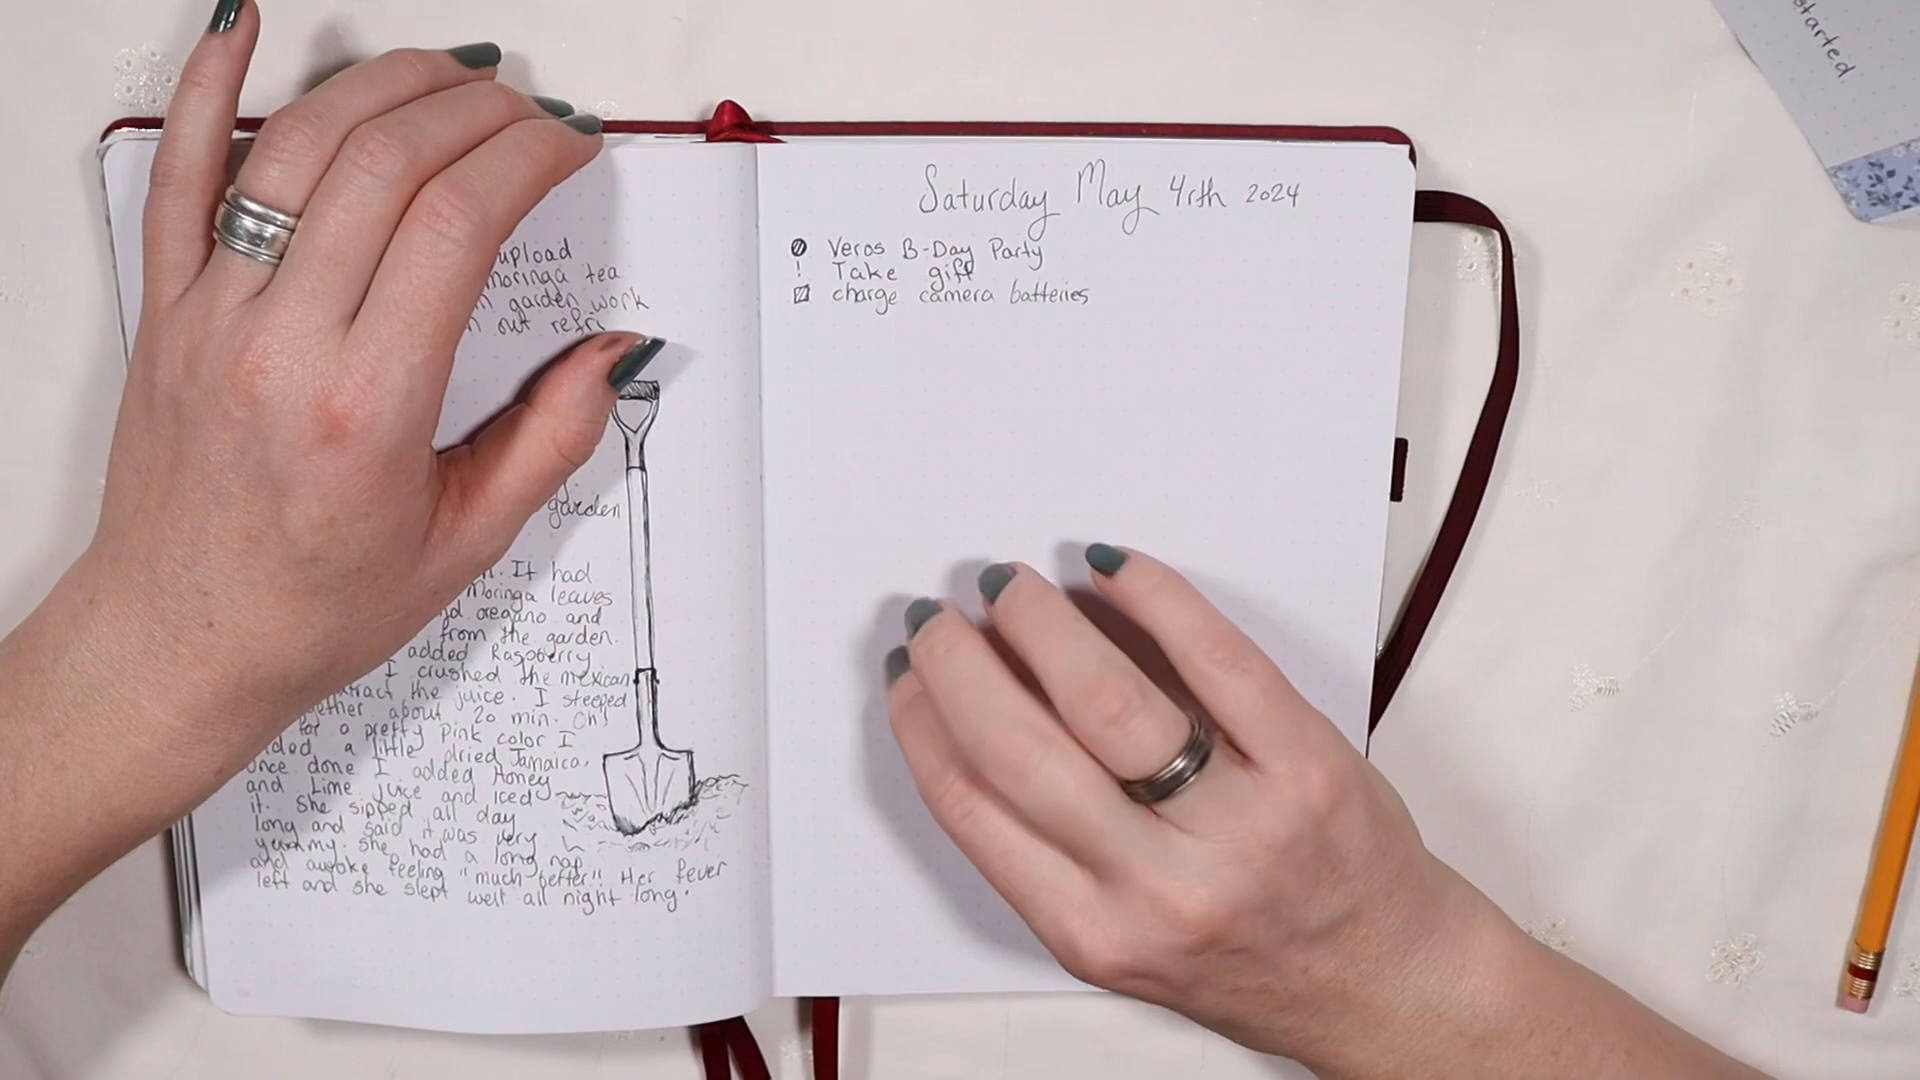 upload
moringa tea
garden work
out
garden
It had
Moringa leaves
oregano and
from the garden.
added Raspberry
I crushed the mexican
the juice. I steeped
about 20 min. Oh!
for a pretty pink color I
a little dried Jamaica.
once done I added Honey
and Lime juice and Iced
it. She sipped all day
long and said it was very
yummy. She had a long nap
and awoke feeling "much better"! Her fever
left and she slept well all night long.
Saturday May 4rth 2024
Veros B-Day Party
! Take gift
charge camera batteries
started